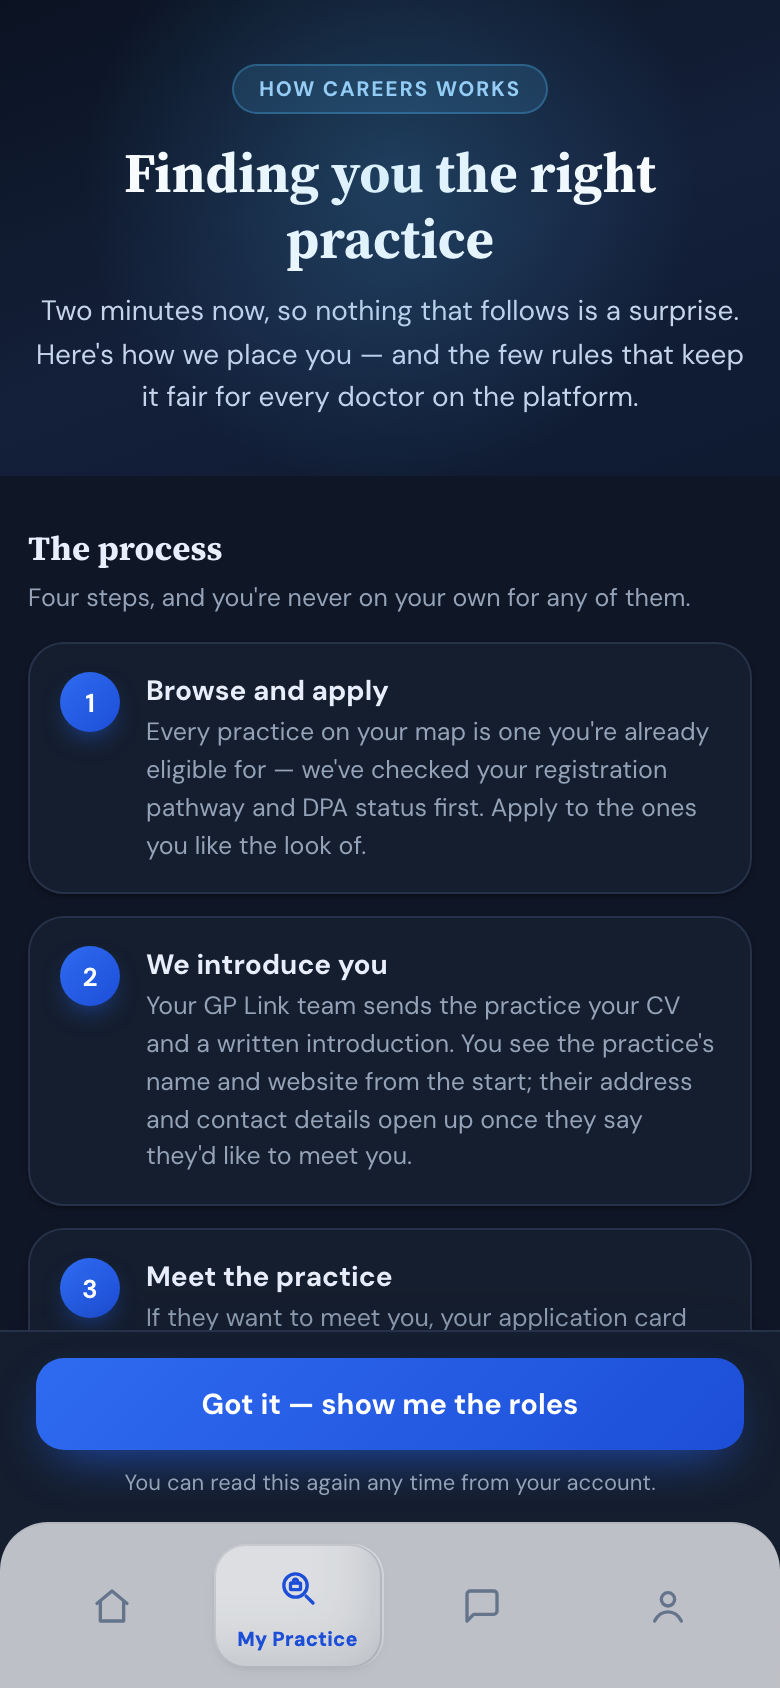 HOW CAREERS WORKS
Finding you the right
practice
Two minutes now, so nothing that follows is a surprise.
Here's how we place you — and the few rules that keep
it fair for every doctor on the platform.
The process
Four steps, and you're never on your own for any of them.
1
Browse and apply
Every practice on your map is one you're already
eligible for — we've checked your registration
pathway and DPA status first. Apply to the ones
you like the look of.
2
We introduce you
Your GP Link team sends the practice your CV
and a written introduction. You see the practice's
name and website from the start; their address
and contact details open up once they say
they'd like to meet you.
3
Meet the practice
If they want to meet you, your application card
Got it — show me the roles
You can read this again any time from your account.
My Practice